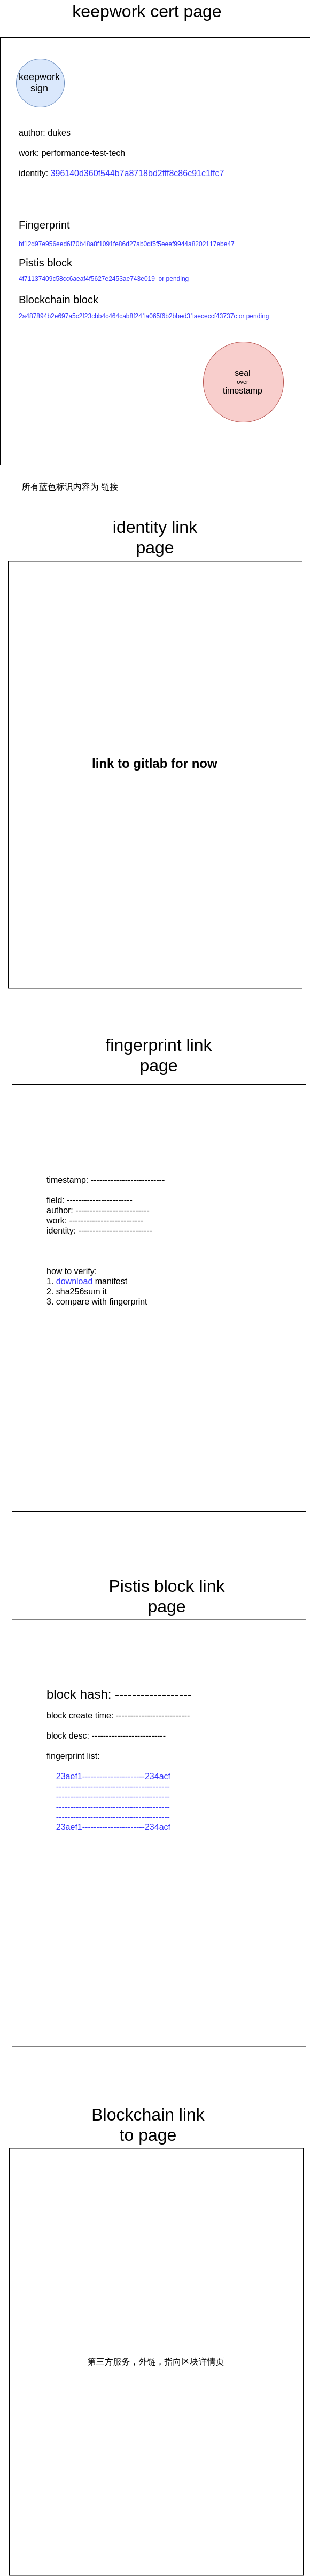 keepwork cert page
keepwork
sign
author: dukes
work: performance-test-tech
identity: 396140d360f544b7a8718bd2fff8c86c91c1ffc7
Fingerprint
bf12d97e956eed6f70b48a8f1091fe86d27ab0df5f5eeef9944a8202117ebe47
Pistis block
4f71137409c58cc6aeaf4f5627e2453ae743e019  or pending
Blockchain block
2a487894b2e697a5c2f23cbb4c464cab8f241a065f6b2bbed31aececcf43737c or pending
seal
over
timestamp
所有蓝色标识内容为 链接
identity link
page
link to gitlab for now
fingerprint link
page
timestamp: --------------------------
field: -----------------------
author: --------------------------
work: --------------------------
identity: --------------------------
how to verify:
1. download manifest
2. sha256sum it
3. compare with fingerprint
Pistis block link
page
block hash: ------------------
block create time: --------------------------
block desc: --------------------------
fingerprint list:
23aef1----------------------234acf
----------------------------------------
----------------------------------------
----------------------------------------
----------------------------------------
23aef1----------------------234acf
Blockchain link
to page
第三方服务，外链，指向区块详情页